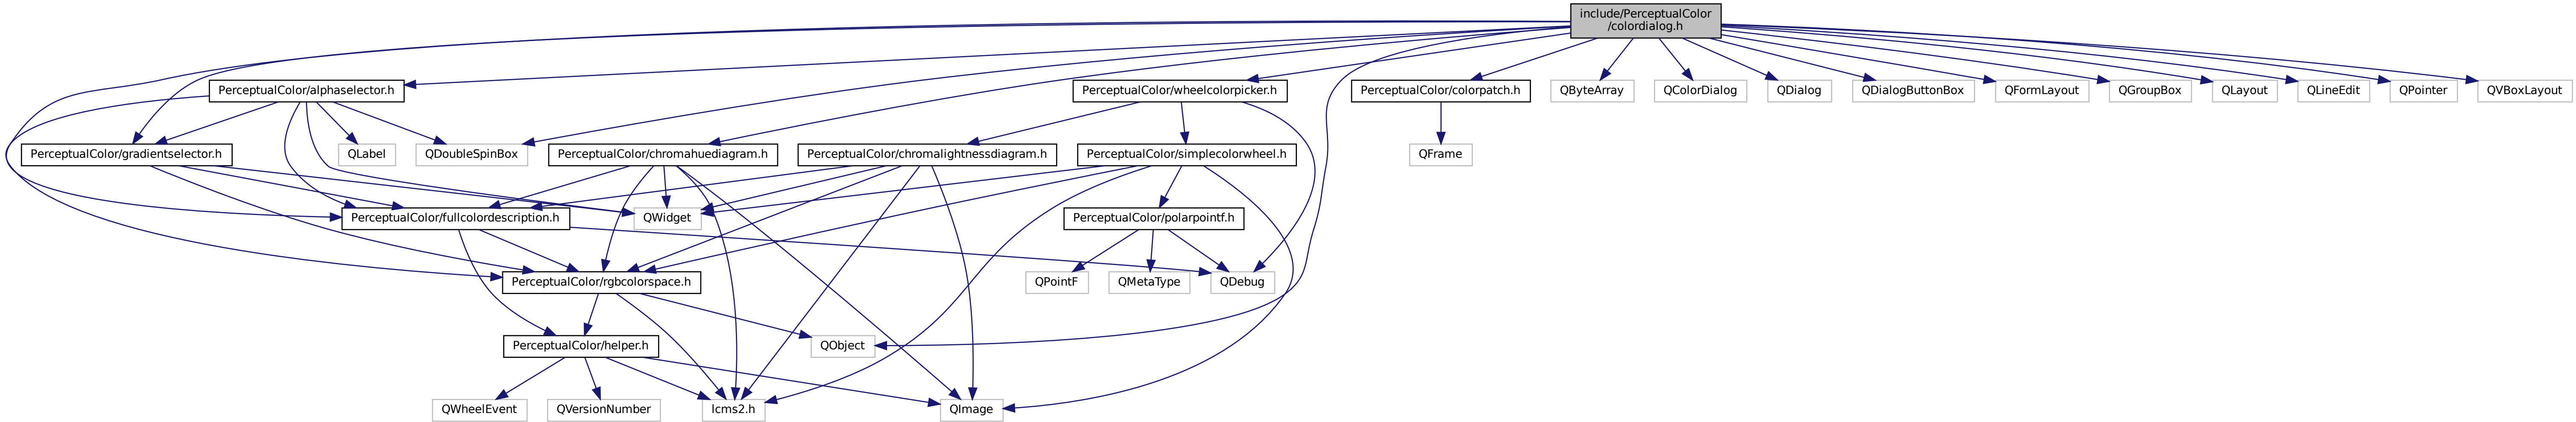 include/PerceptualColor
/colordialog.h
PerceptualColor/alphaselector.h
PerceptualColor/wheelcolorpicker.h
PerceptualColor/colorpatch.h
QByteArray
QColorDialog
QDialog
QDialogButtonBox
QFormLayout
QGroupBox
QLayout
QLineEdit
QPointer
QVBoxLayout
PerceptualColor/gradientselector.h
QLabel
QDoubleSpinBox
PerceptualColor/chromahuediagram.h
PerceptualColor/chromalightnessdiagram.h
PerceptualColor/simplecolorwheel.h
QFrame
PerceptualColor/fullcolordescription.h
QWidget
PerceptualColor/polarpointf.h
PerceptualColor/rgbcolorspace.h
QPointF
QMetaType
QDebug
PerceptualColor/helper.h
QObject
QWheelEvent
QVersionNumber
lcms2.h
QImage